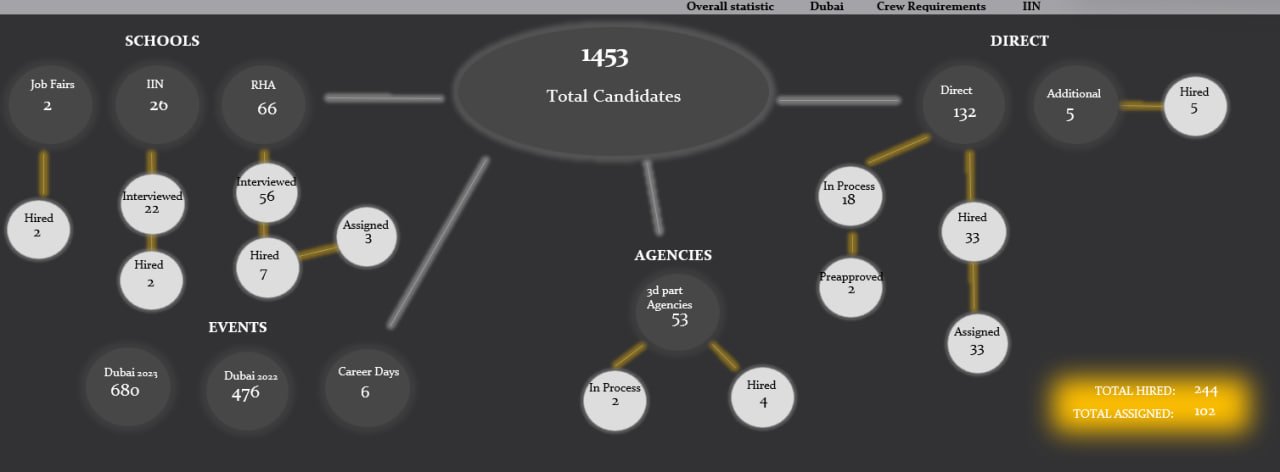 Overall statistic Dubai Crew Requirements IIN
SCHOOLS
Job Fairs
2
IIN
26
RHA
66
Hired
2
Interviewed
22
Hired
2
Interviewed
56
Hired
7
Assigned
3
1453
Total Candidates
EVENTS
Dubai 2023
680
Dubai 2022
476
Career Days
6
AGENCIES
3d part
Agencies
53
In Process
2
Hired
4
DIRECT
Direct
132
Additional
5
Hired
5
In Process
18
Preapproved
2
Hired
33
Assigned
33
TOTAL HIRED: 244
TOTAL ASSIGNED: 102